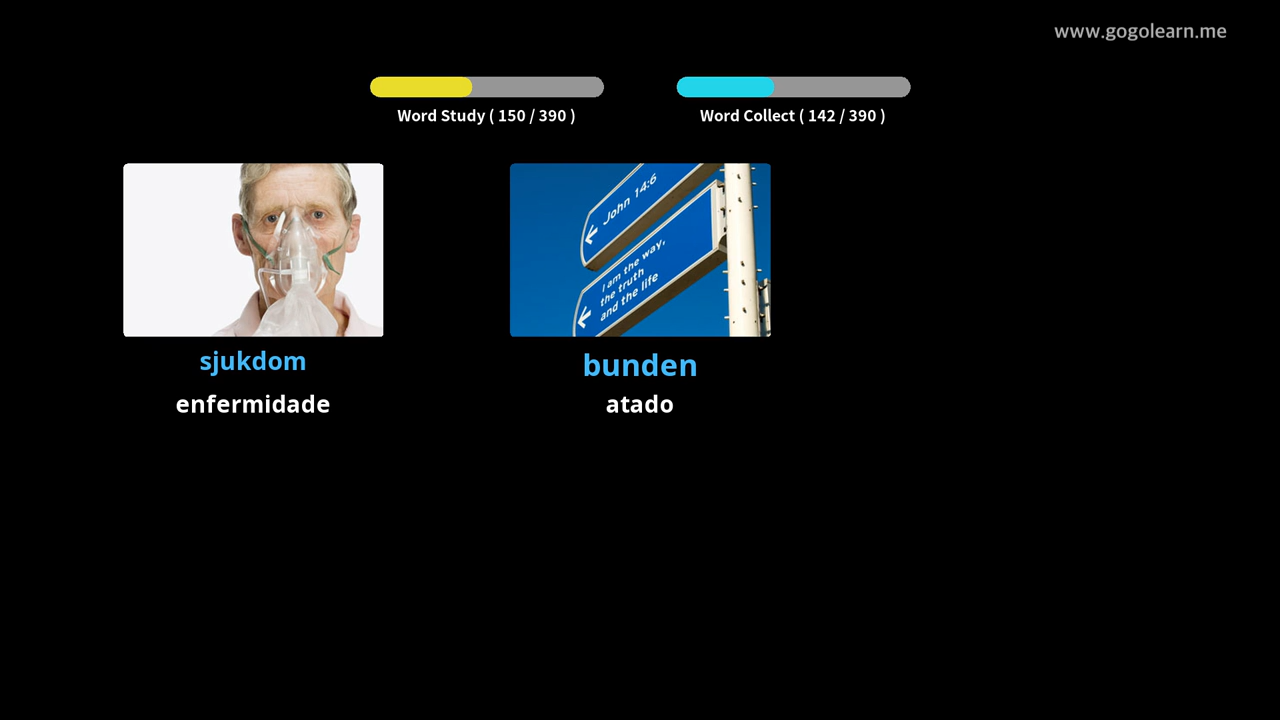 www.gogolearn.me
Word Study ( 150 / 390 )
Word Collect ( 142 / 390 )
John 14:6
I am the way,
the truth
and the life
sjukdom
enfermidade
bunden
atado